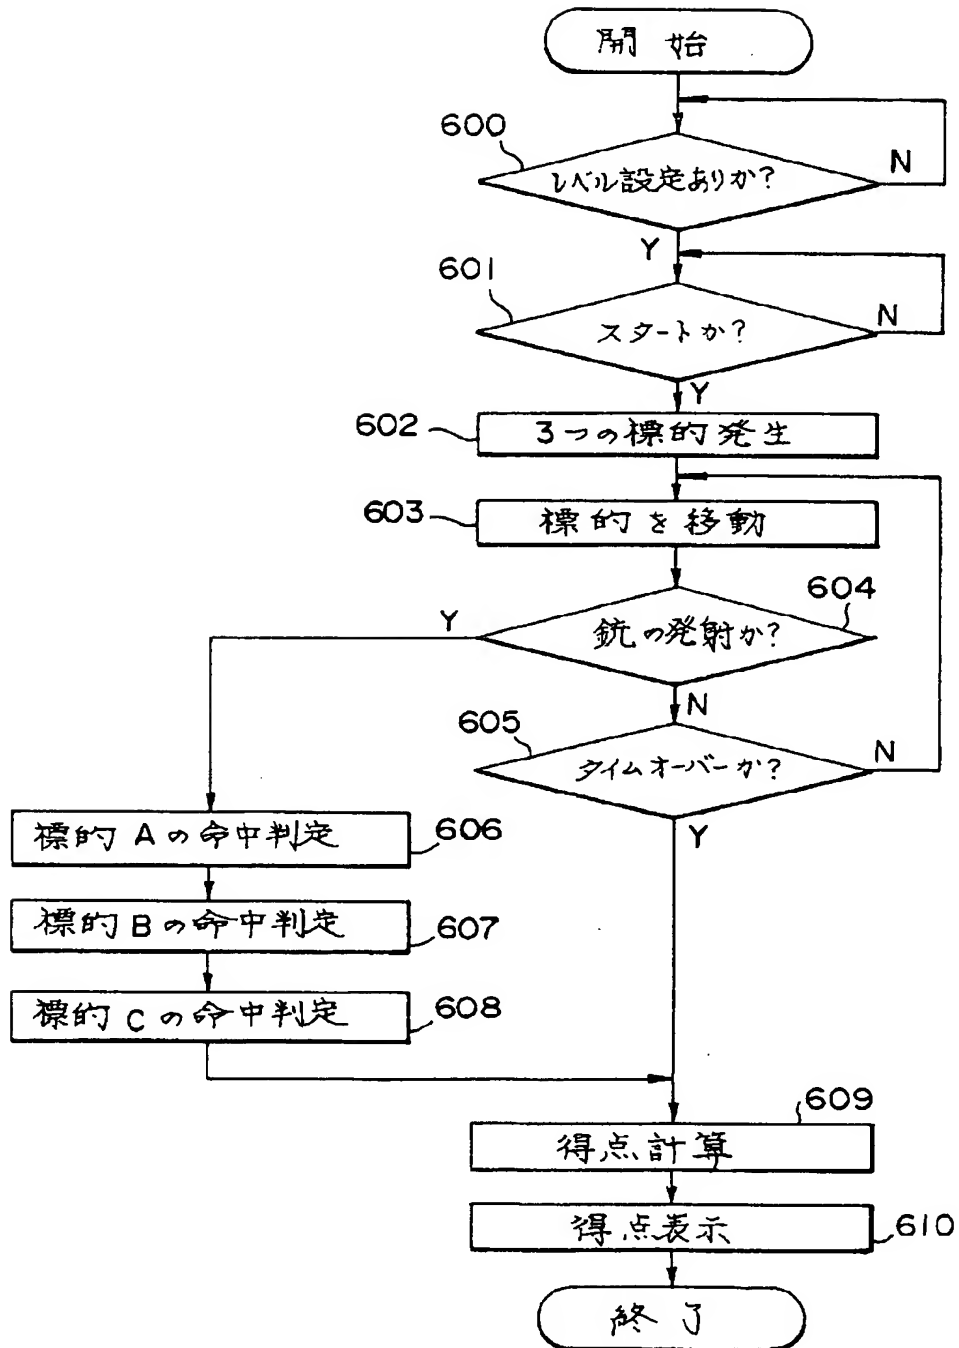 開始
600
レベル設定ありか?
N
Y
601
スタートか?
N
Y
602
3つの標的発生
603
標的を移動
604
銃の発射か?
Y
N
605
タイムオーバーか?
N
Y
標的Aの命中判定
606
標的Bの命中判定
607
標的Cの命中判定
608
609
得点計算
得点表示
610
終了